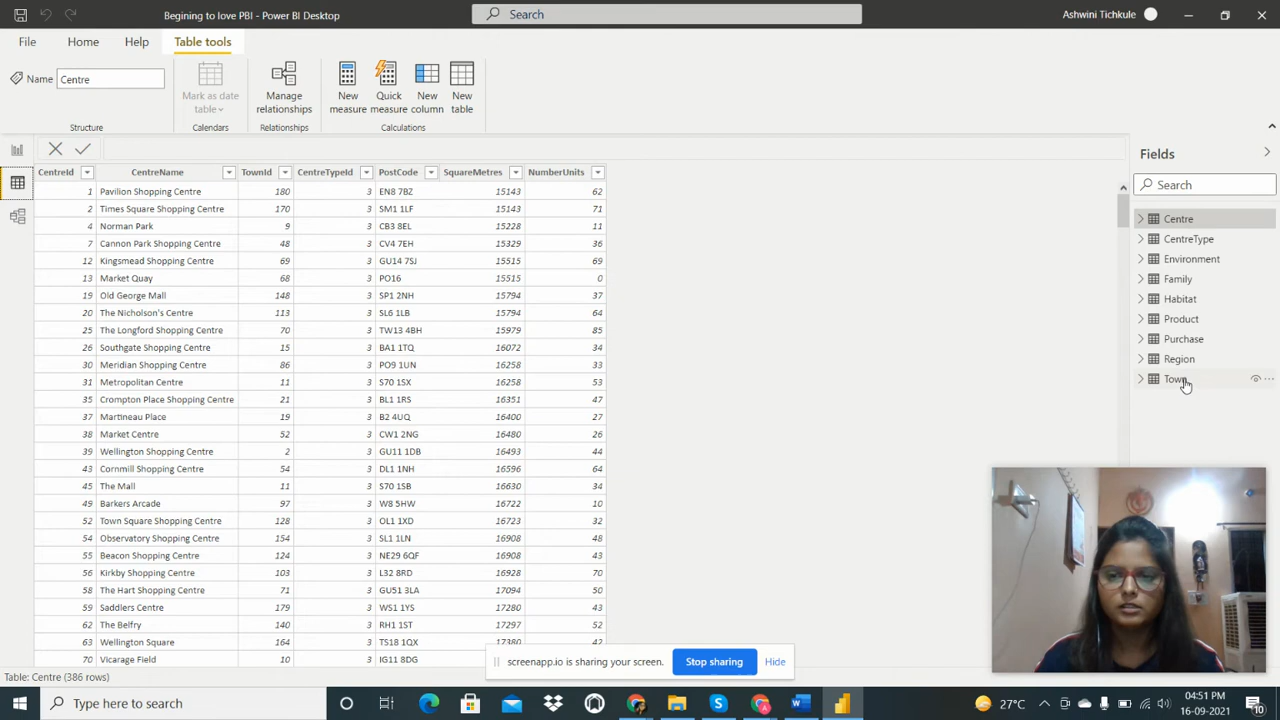 Begining to love PBI - Power BI Desktop
Search
Ashwini Tichkule
File Home Help Table tools
Name Centre
Mark as date table
Manage relationships
New measure
Quick measure
New column
New table
Structure Calendars Relationships Calculations
CentreId CentreName TownId CentreTypeId PostCode SquareMetres NumberUnits
1 Pavilion Shopping Centre 180 3 EN8 7BZ 15143 62
2 Times Square Shopping Centre 170 3 SM1 1LF 15143 71
4 Norman Park 9 3 CB3 8EL 15228 11
7 Cannon Park Shopping Centre 48 3 CV4 7EH 15329 36
12 Kingsmead Shopping Centre 69 3 GU14 7SJ 15515 69
13 Market Quay 68 3 PO16 15515 0
19 Old George Mall 148 3 SP1 2NH 15794 37
20 The Nicholson's Centre 113 3 SL6 1LB 15794 64
25 The Longford Shopping Centre 70 3 TW13 4BH 15979 85
26 Southgate Shopping Centre 15 3 BA1 1TQ 16072 34
30 Meridian Shopping Centre 86 3 PO9 1UN 16258 33
31 Metropolitan Centre 11 3 S70 1SX 16258 53
35 Crompton Place Shopping Centre 21 3 BL1 1RS 16351 47
37 Martineau Place 19 3 B2 4UQ 16400 27
38 Market Centre 52 3 CW1 2NG 16480 26
39 Wellington Shopping Centre 2 3 GU11 1DB 16493 44
43 Cornmill Shopping Centre 54 3 DL1 1NH 16596 64
45 The Mall 11 3 S70 1SB 16630 34
49 Barkers Arcade 97 3 W8 5HW 16722 10
52 Town Square Shopping Centre 128 3 OL1 1XD 16723 32
54 Observatory Shopping Centre 154 3 SL1 1LN 16908 48
55 Beacon Shopping Centre 124 3 NE29 6QF 16908 43
56 Kirkby Shopping Centre 103 3 L32 8RD 16928 70
58 The Hart Shopping Centre 71 3 GU51 3LA 17094 50
59 Saddlers Centre 179 3 WS1 1YS 17280 43
62 The Belfry 140 3 RH1 1ST 17295 52
63 Wellington Square 164 3 TS18 1QX 17380 42
70 Vicarage Field 10 3 IG11 8DG
Fields
Search
Centre
CentreType
Environment
Family
Habitat
Product
Purchase
Region
Town
screenapp.io is sharing your screen. Stop sharing Hide
Table: Centre (386 rows)
Type here to search
27°C
ENG
04:51 PM
16-09-2021
10